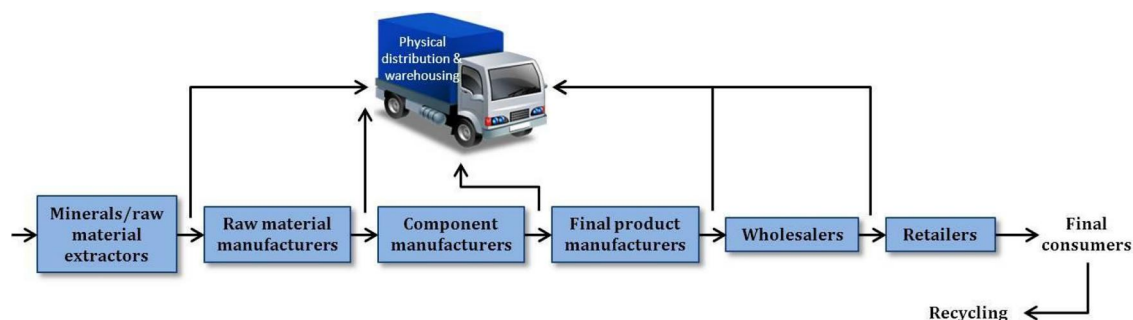 Physical
distribution &
warehousing
Minerals/raw
material
extractors
Raw material
manufacturers
Component
manufacturers
Final product
manufacturers
Wholesalers
Retailers
Final
consumers
Recycling